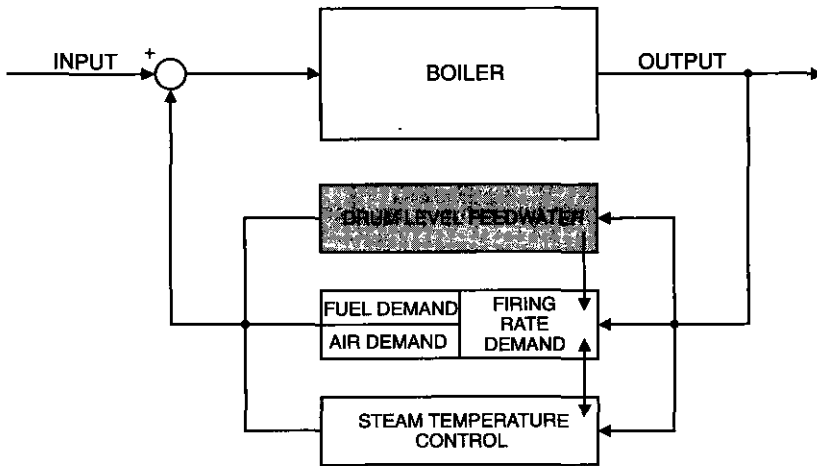 INPUT
+
BOILER
OUTPUT
DRUM LEVEL FEEDWATER
FUEL DEMAND
AIR DEMAND
FIRING
RATE
DEMAND
STEAM TEMPERATURE
CONTROL